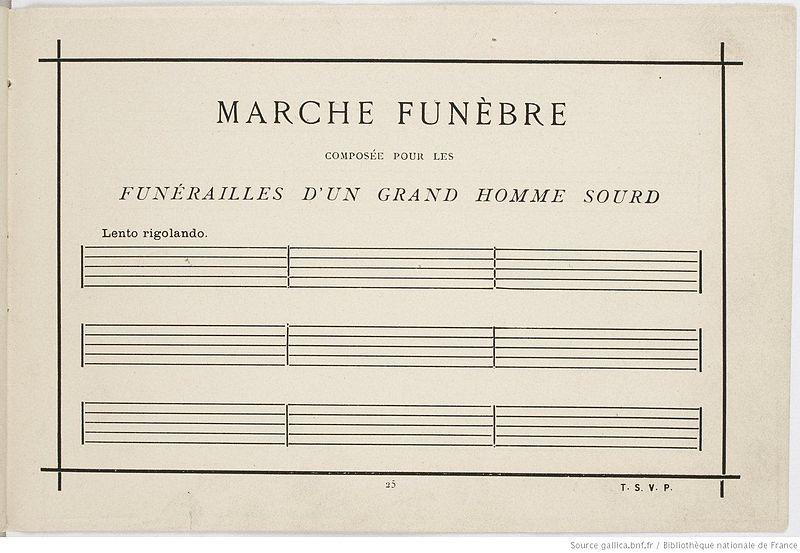 MARCHE FUNÈBRE
COMPOSÉE POUR LES
FUNÉRAILLES D'UN GRAND HOMME SOURD
Lento rigolando.
25
T. S. V. P.
Source gallica.bnf.fr / Bibliothèque nationale de France